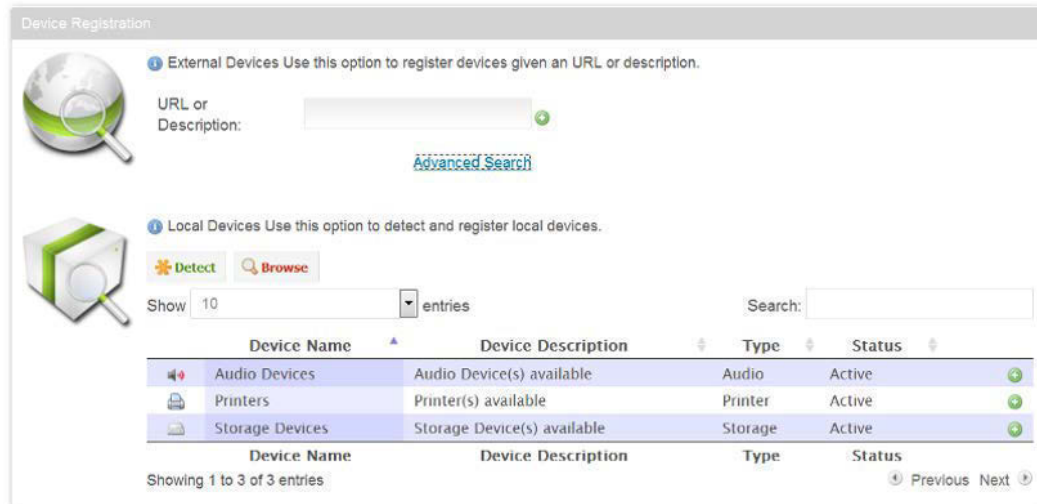 Device Registration
External Devices Use this option to register devices given an URL or description.
URL or
Description:
Advanced Search
Local Devices Use this option to detect and register local devices.
Detect Browse
Show 10 entries Search:
Device Name Device Description Type Status
Audio Devices Audio Device(s) available Audio Active
Printers Printer(s) available Printer Active
Storage Devices Storage Device(s) available Storage Active
Device Name Device Description Type Status
Showing 1 to 3 of 3 entries Previous Next